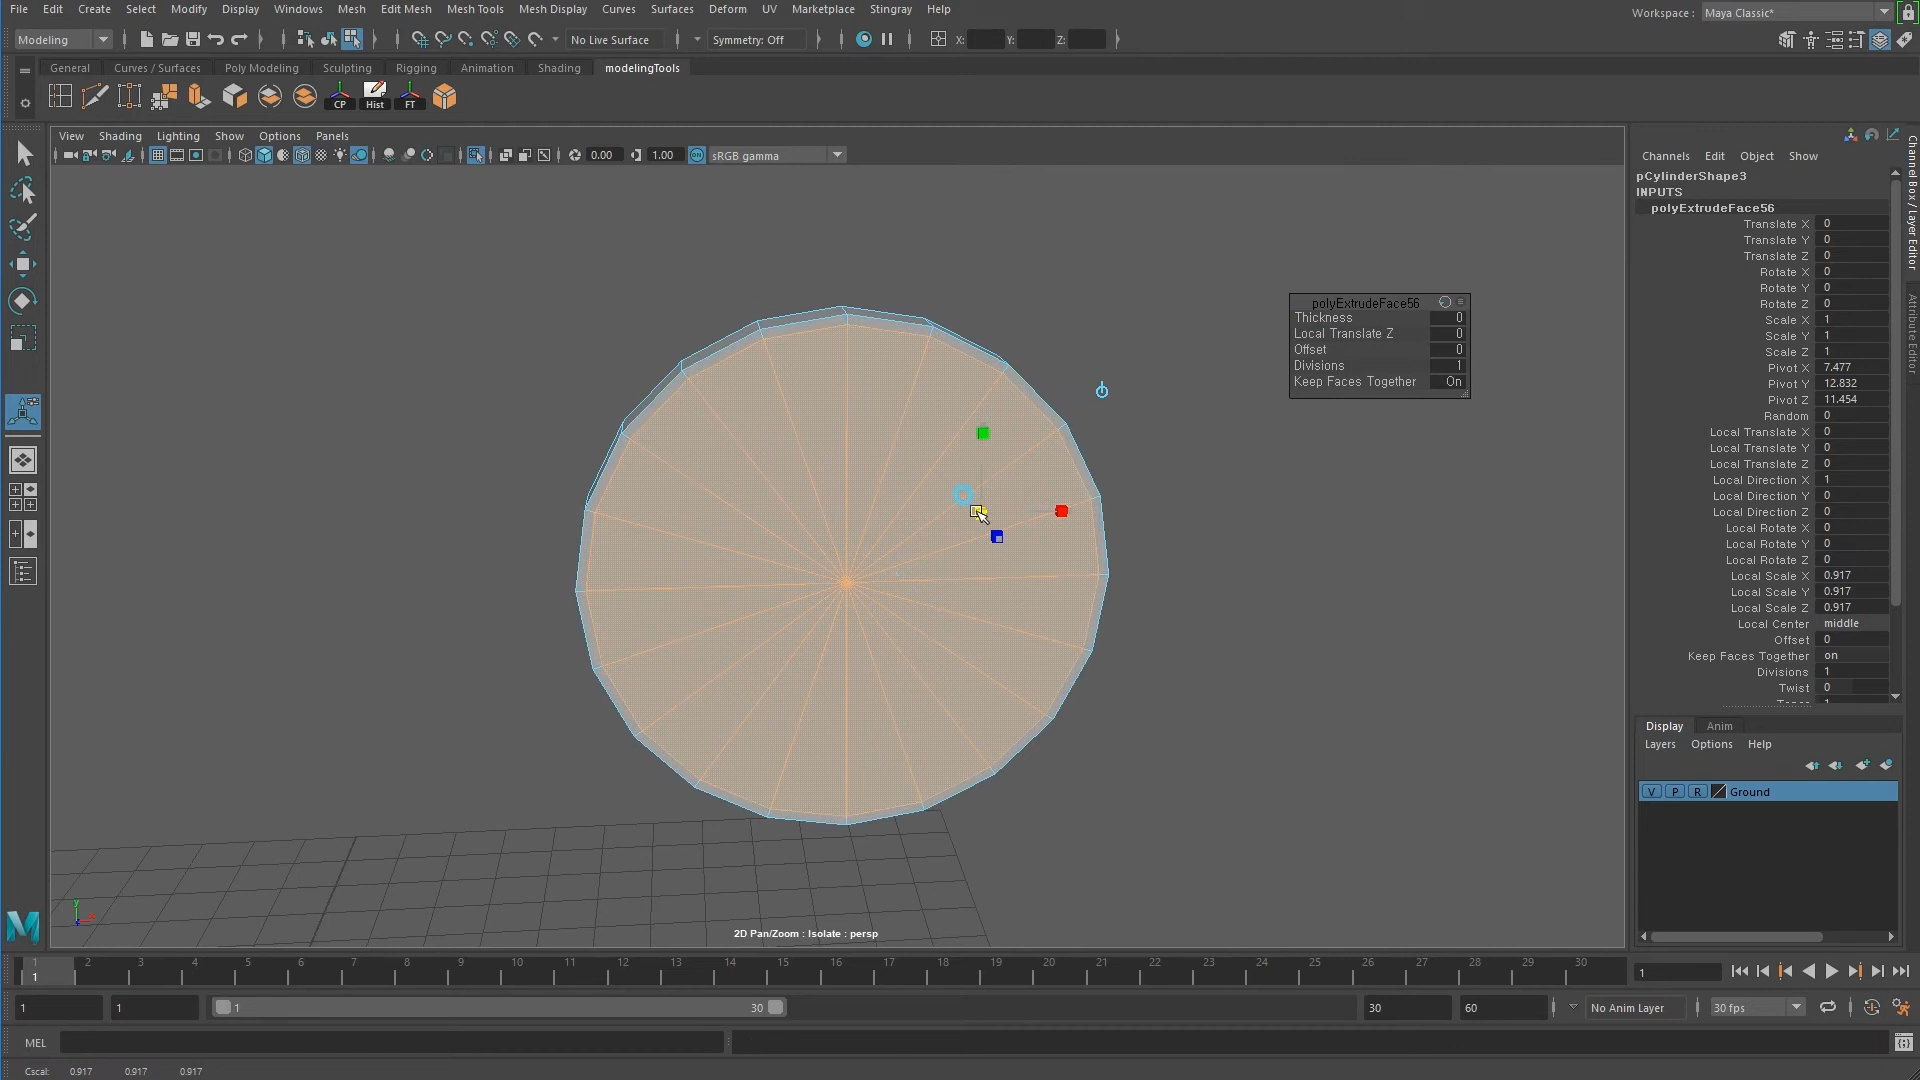 File Edit Create Select Modify Display Windows Mesh Edit Mesh Mesh Tools Mesh Display Curves Surfaces Deform UV Marketplace Stingray Help
Workspace : Maya Classic*
Modeling No Live Surface Symmetry: Off X: Y: Z:
General Curves / Surfaces Poly Modeling Sculpting Rigging Animation Shading modelingTools
CP Hist FT
View Shading Lighting Show Options Panels
0.00 1.00 ON sRGB gamma
Channels Edit Object Show
pCylinderShape3
INPUTS
polyExtrudeFace56
Translate X 0
Translate Y 0
Translate Z 0
Rotate X 0
Rotate Y 0
Rotate Z 0
Scale X 1
Scale Y 1
Scale Z 1
Pivot X 7.477
Pivot Y 12.832
Pivot Z 11.454
Random 0
Local Translate X 0
Local Translate Y 0
Local Translate Z 0
Local Direction X 1
Local Direction Y 0
Local Direction Z 0
Local Rotate X 0
Local Rotate Y 0
Local Rotate Z 0
Local Scale X 0.917
Local Scale Y 0.917
Local Scale Z 0.917
Local Center middle
Offset 0
Keep Faces Together on
Divisions 1
Twist 0
Channel Box / Layer Editor
Attribute Editor
polyExtrudeFace56
Thickness 0
Local Translate Z 0
Offset 0
Divisions 1
Keep Faces Together On
Display Anim
Layers Options Help
V P R Ground
y
2D Pan/Zoom : Isolate : persp
1 2 3 4 5 6 7 8 9 10 11 12 13 14 15 16 17 18 19 20 21 22 23 24 25 26 27 28 29 30
1 1
1 1 1 30 30 60 No Anim Layer 30 fps
MEL
Cscal: 0.917 0.917 0.917